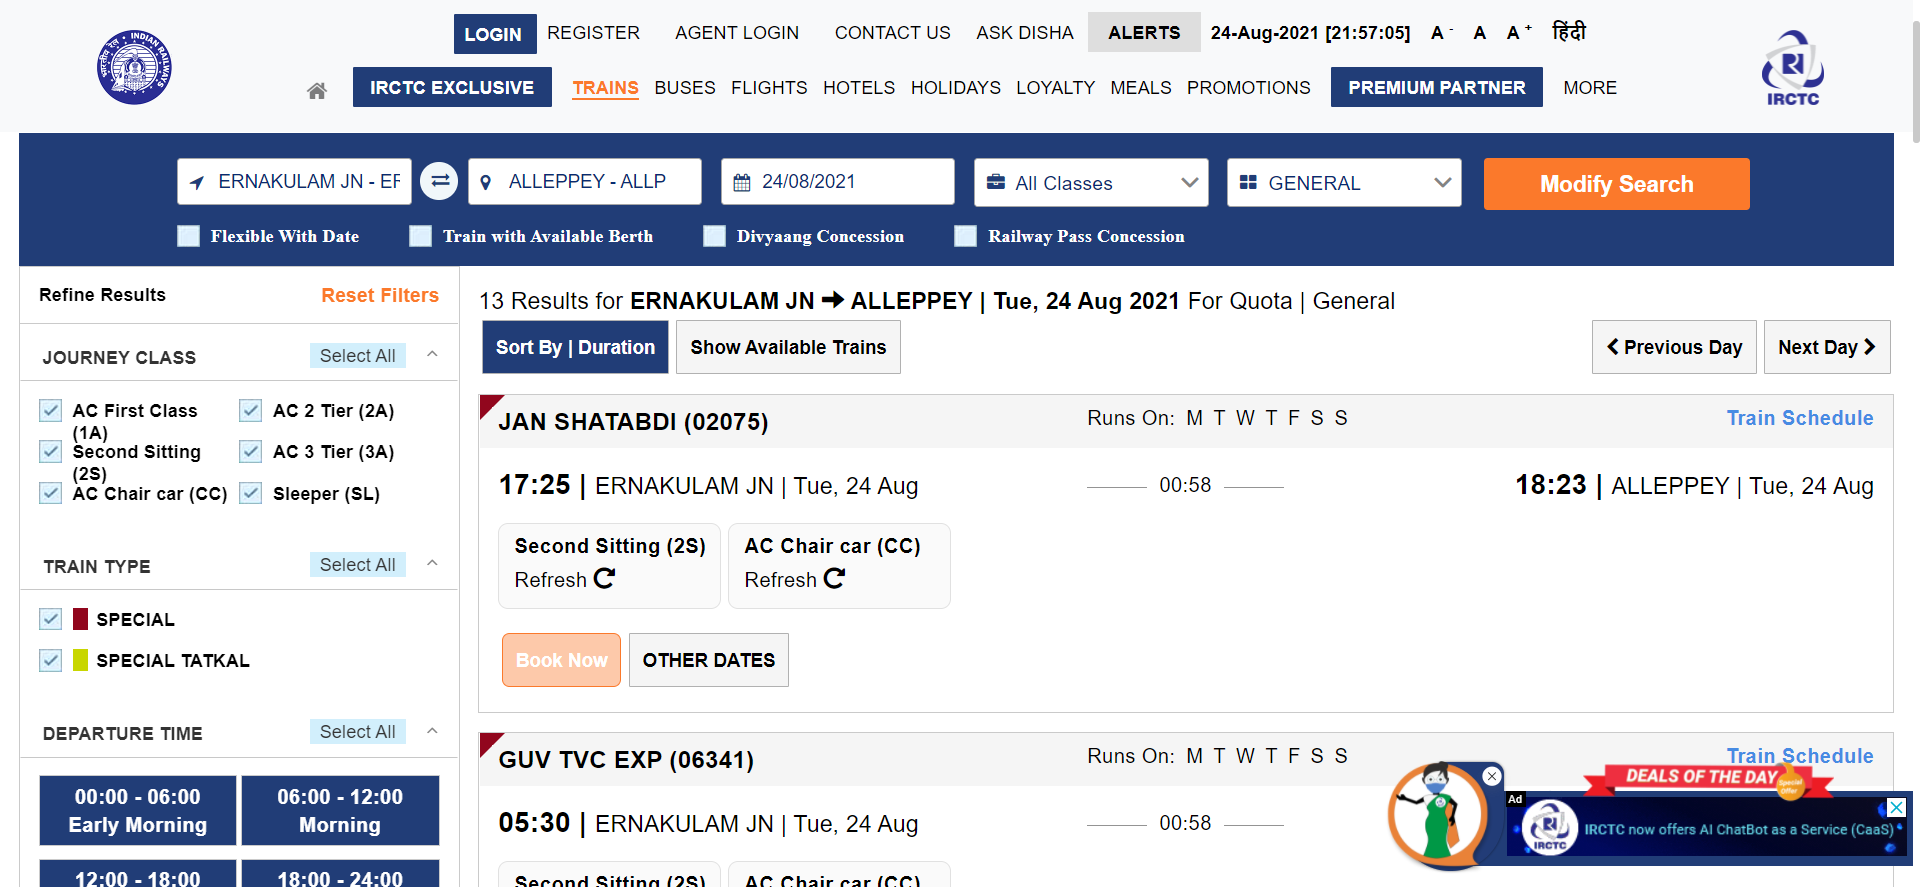 LOGIN REGISTER AGENT LOGIN CONTACT US ASK DISHA ALERTS 24-Aug-2021 [21:57:05] A - A A + हिंदी
INDIAN RAILWAYS
IRCTC EXCLUSIVE TRAINS BUSES FLIGHTS HOTELS HOLIDAYS LOYALTY MEALS PROMOTIONS PREMIUM PARTNER MORE
IRCTC
ERNAKULAM JN - ER ALLEPPEY - ALLP 24/08/2021 All Classes GENERAL Modify Search
Flexible With Date Train with Available Berth Divyaang Concession Railway Pass Concession
Refine Results Reset Filters
JOURNEY CLASS Select All
AC First Class (1A) AC 2 Tier (2A)
Second Sitting (2S) AC 3 Tier (3A)
AC Chair car (CC) Sleeper (SL)
TRAIN TYPE Select All
SPECIAL
SPECIAL TATKAL
DEPARTURE TIME Select All
00:00 - 06:00 Early Morning
06:00 - 12:00 Morning
12:00 - 18:00 18:00 - 24:00
13 Results for ERNAKULAM JN ➔ ALLEPPEY | Tue, 24 Aug 2021 For Quota | General
Sort By | Duration Show Available Trains Previous Day Next Day
JAN SHATABDI (02075) Runs On: M T W T F S S Train Schedule
17:25 | ERNAKULAM JN | Tue, 24 Aug 00:58 18:23 | ALLEPPEY | Tue, 24 Aug
Second Sitting (2S) AC Chair car (CC)
Refresh Refresh
Book Now OTHER DATES
GUV TVC EXP (06341) Runs On: M T W T F S S Train Schedule
05:30 | ERNAKULAM JN | Tue, 24 Aug 00:58
Second Sitting (2S) AC Chair car (CC)
DEALS OF THE DAY Special Offer
Ad
IRCTC now offers AI ChatBot as a Service (CaaS)
IRCTC